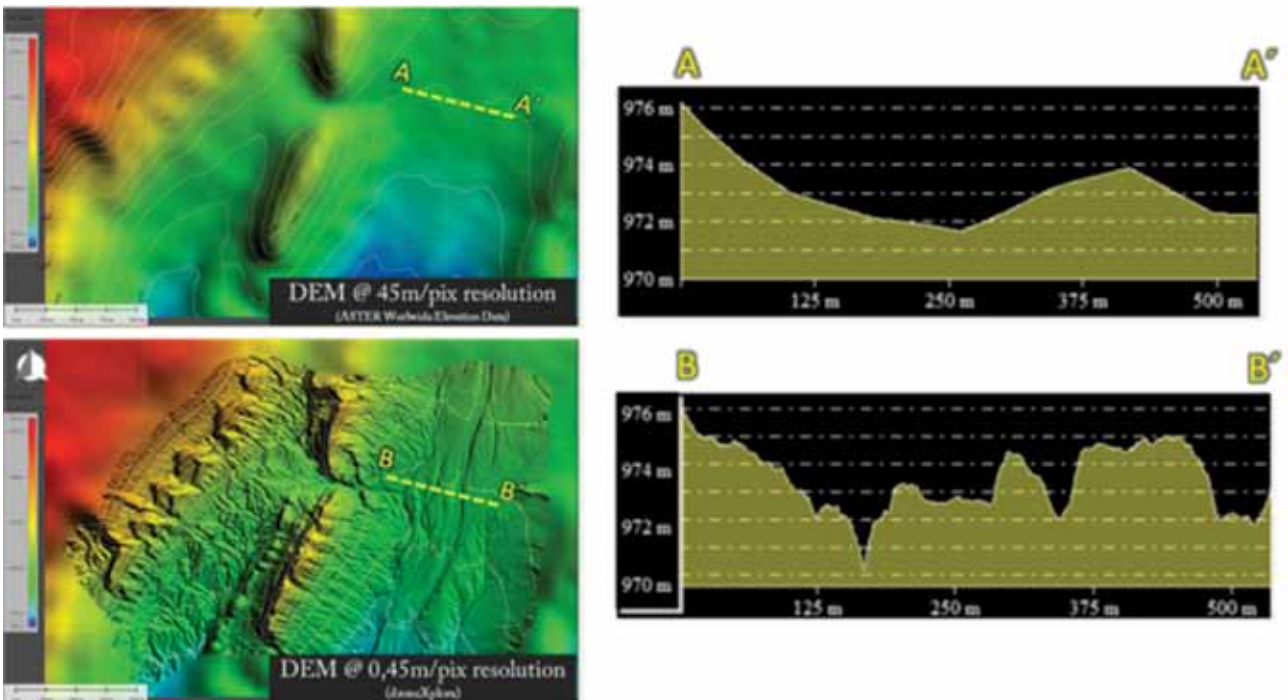 A
A'
DEM @ 45m/pix resolution
(ASTER Worlwide Elevation Data)
A
A'
976 m
974 m
972 m
970 m
125 m
250 m
375 m
500 m
B
B'
DEM @ 0,45m/pix resolution
B
B'
976 m
974 m
972 m
970 m
125 m
250 m
375 m
500 m